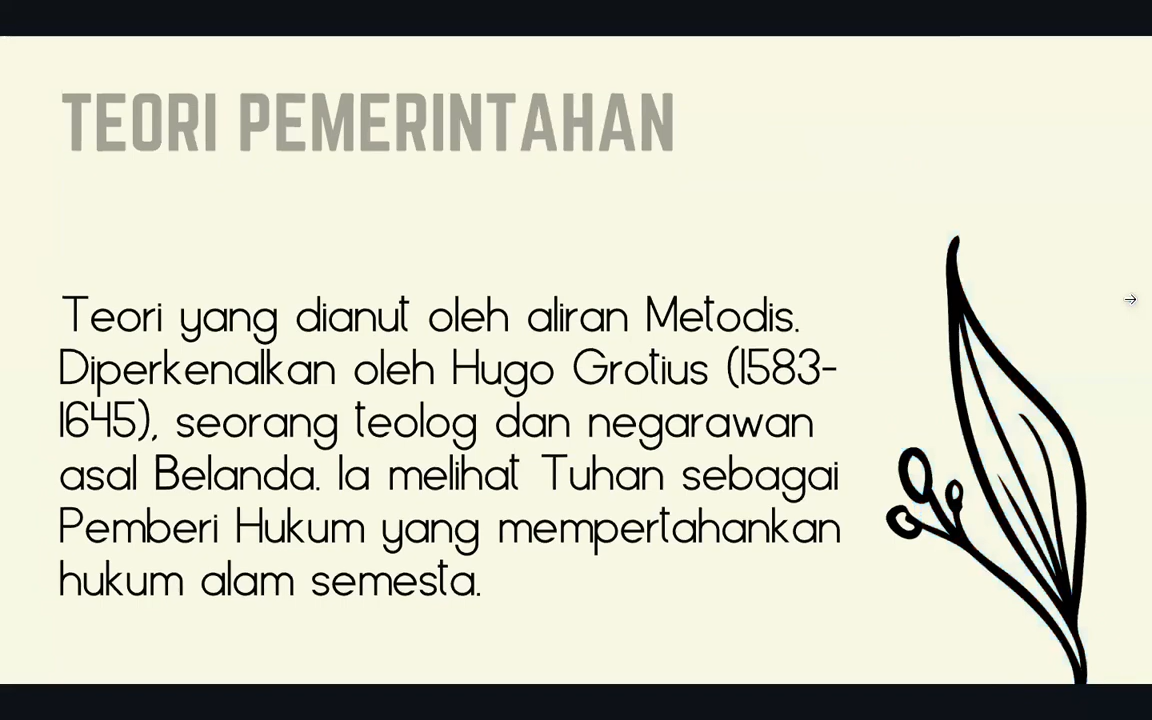 TEORI PEMERINTAHAN
Teori yang dianut oleh aliran Metodis.
Diperkenalkan oleh Hugo Grotius (1583-
1645), seorang teolog dan negarawan
asal Belanda. Ia melihat Tuhan sebagai
Pemberi Hukum yang mempertahankan
hukum alam semesta.